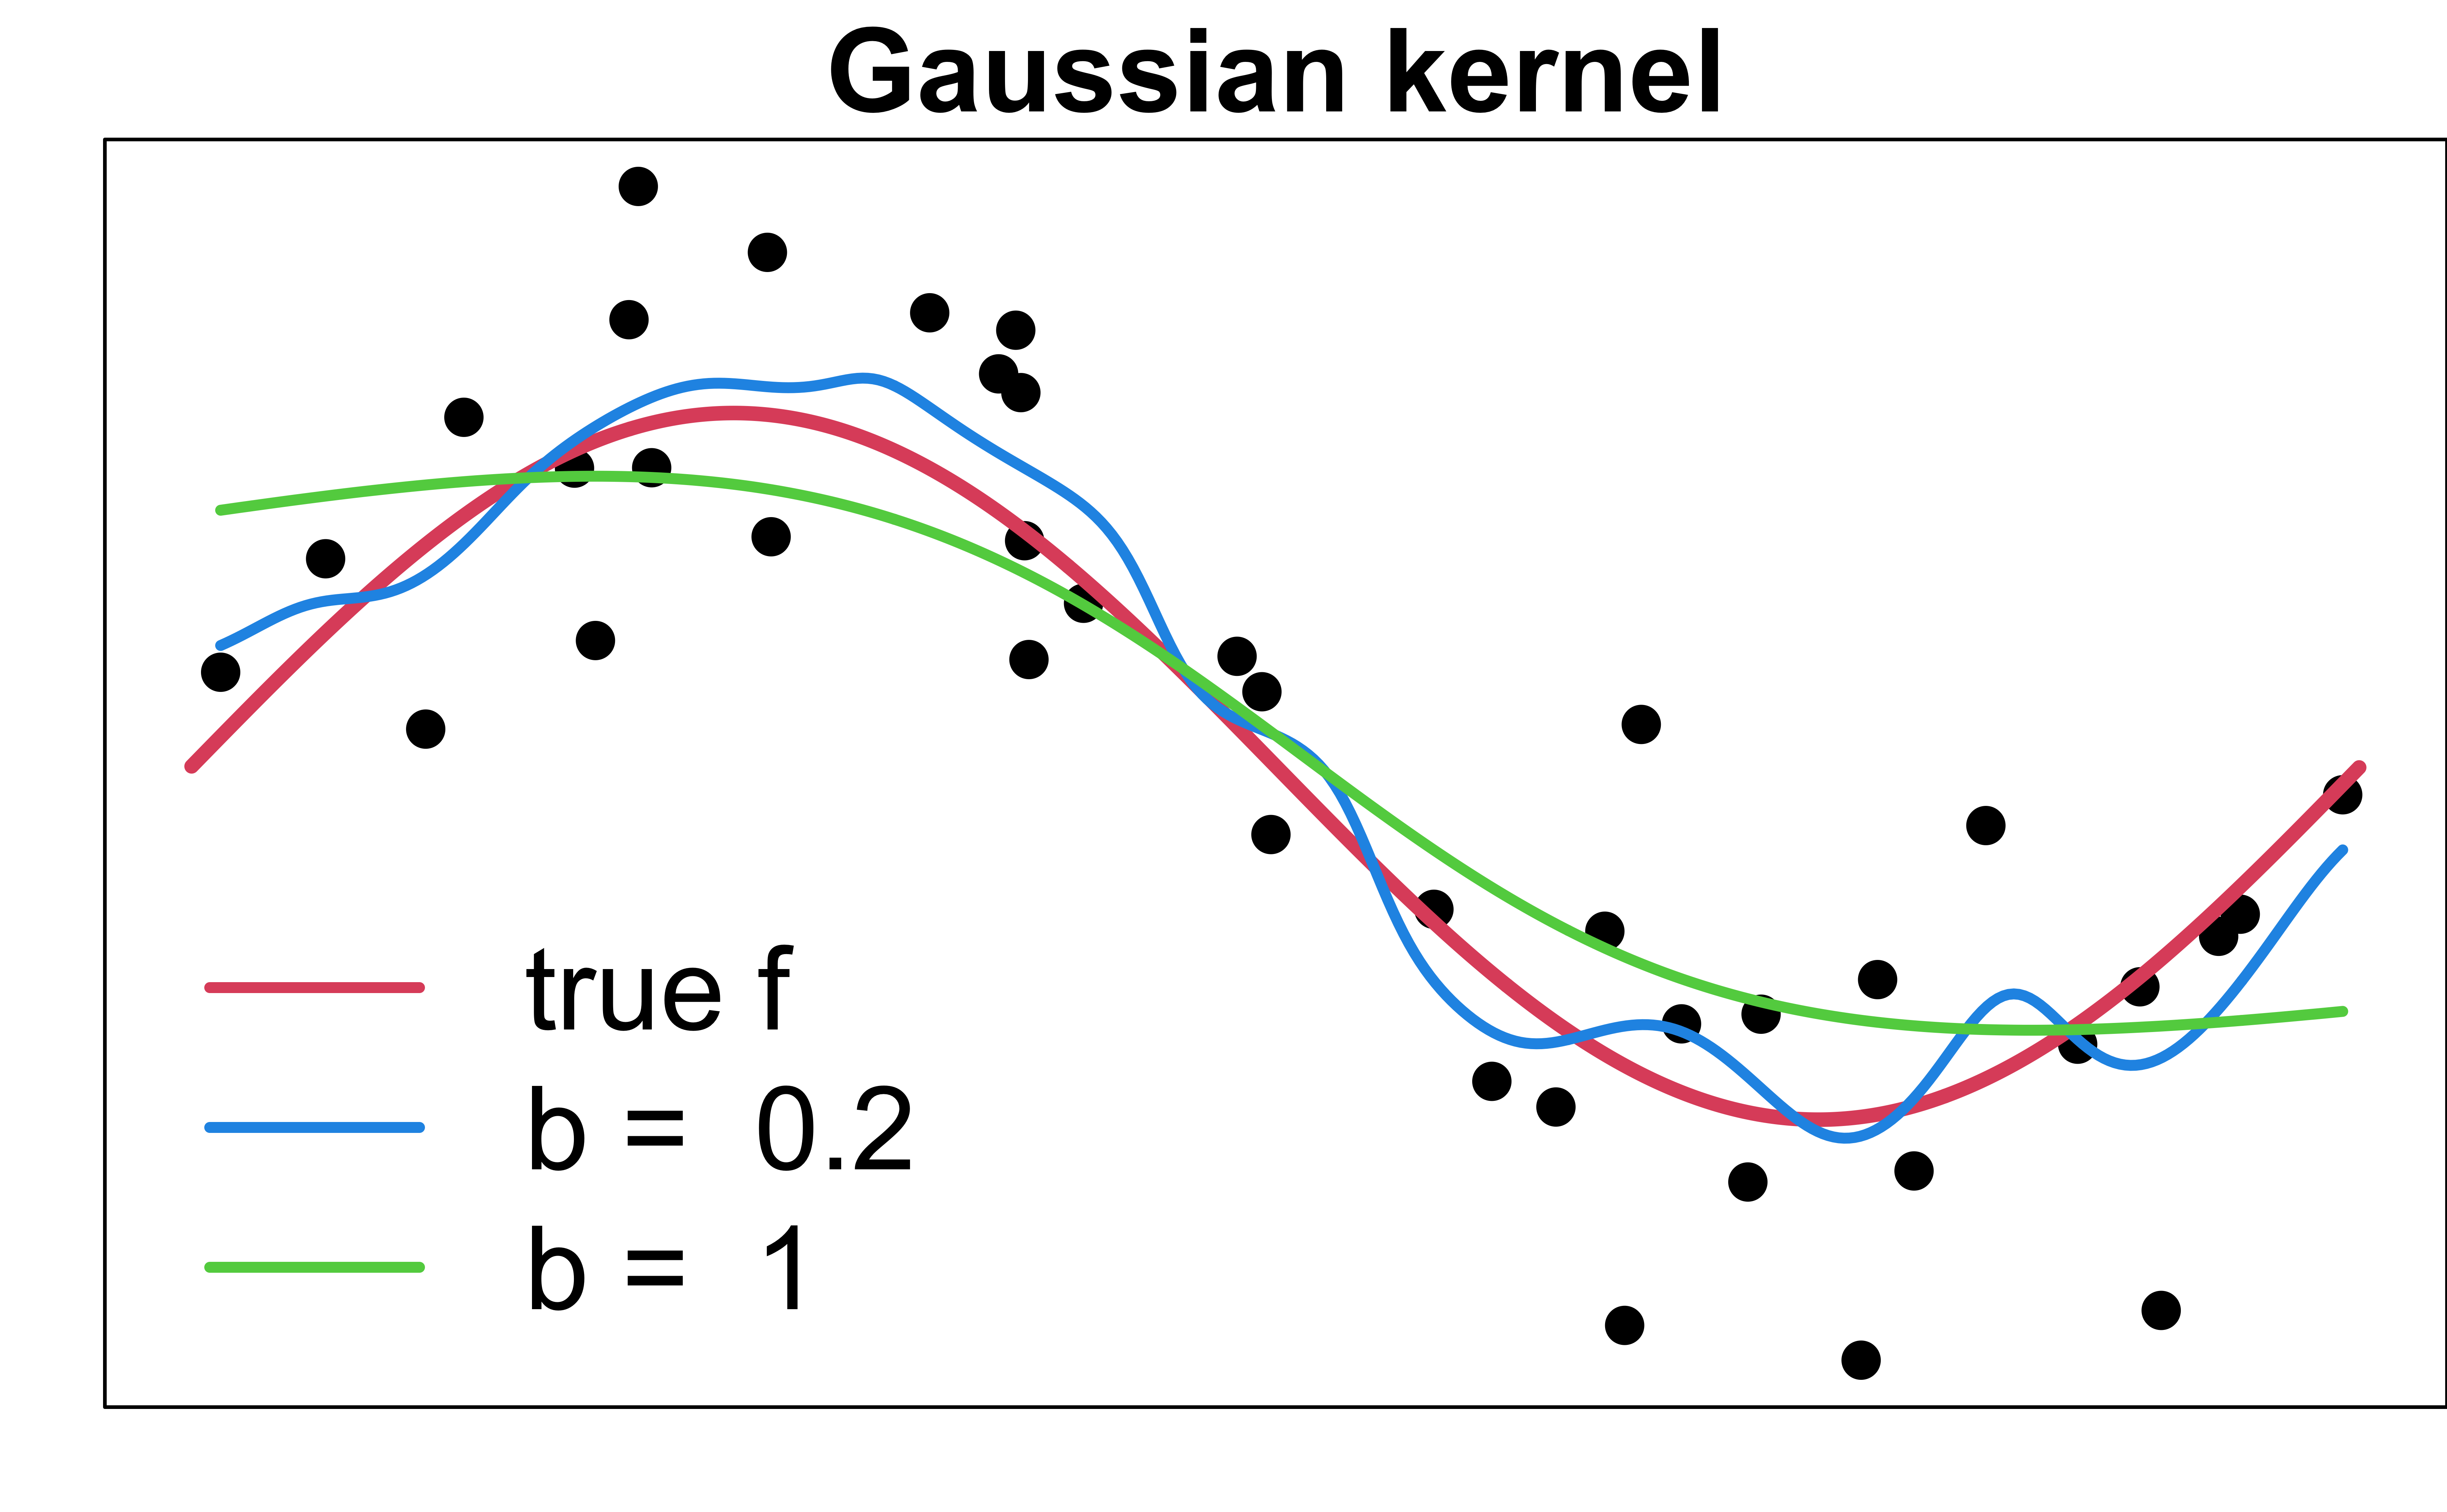 Gaussian kernel
true f
b = 0.2
b = 1